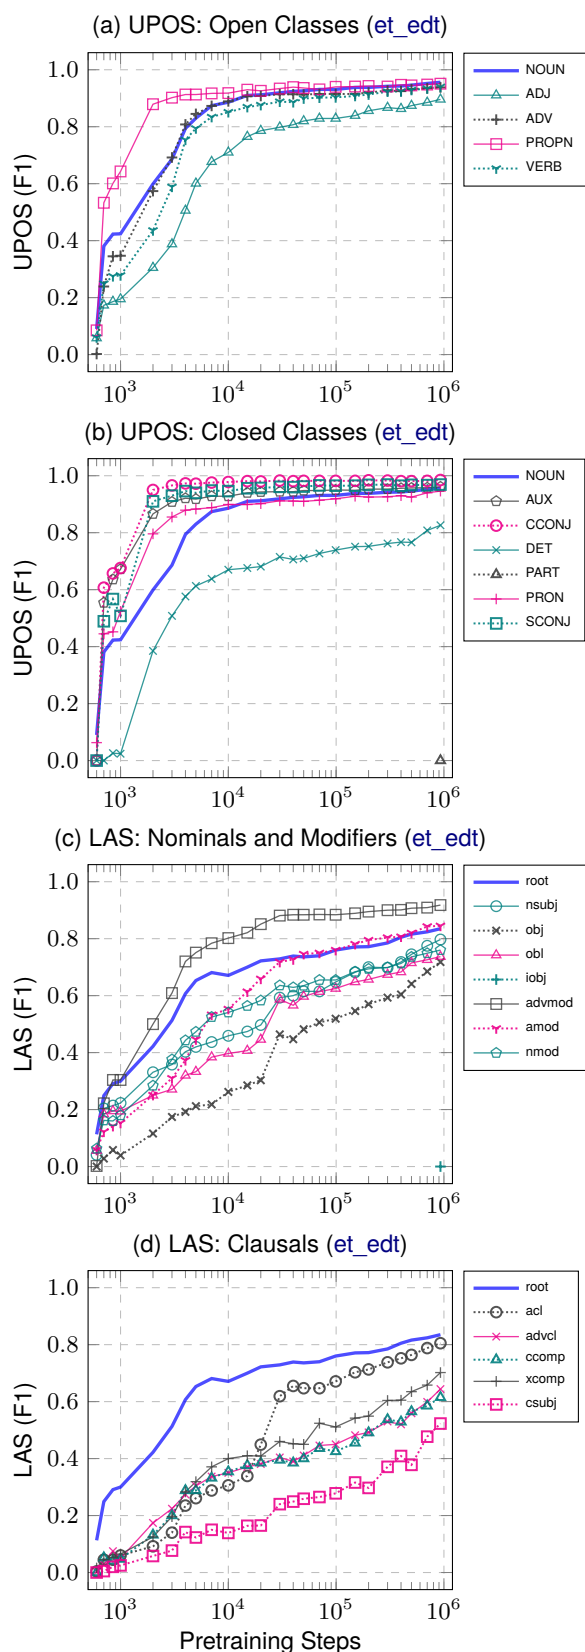 (a) UPOS: Open Classes (et_edt)
1.0
0.8
0.6
0.4
0.2
0.0
UPOS (F1)
10³ 10⁴ 10⁵ 10⁶
NOUN
ADJ
ADV
PROPN
VERB
(b) UPOS: Closed Classes (et_edt)
1.0
0.8
0.6
0.4
0.2
0.0
UPOS (F1)
10³ 10⁴ 10⁵ 10⁶
NOUN
AUX
CCONJ
DET
PART
PRON
SCONJ
(c) LAS: Nominals and Modifiers (et_edt)
1.0
0.8
0.6
0.4
0.2
0.0
LAS (F1)
10³ 10⁴ 10⁵ 10⁶
root
nsubj
obj
obl
iobj
advmod
amod
nmod
(d) LAS: Clausals (et_edt)
1.0
0.8
0.6
0.4
0.2
0.0
LAS (F1)
10³ 10⁴ 10⁵ 10⁶
Pretraining Steps
root
acl
advcl
ccomp
xcomp
csubj